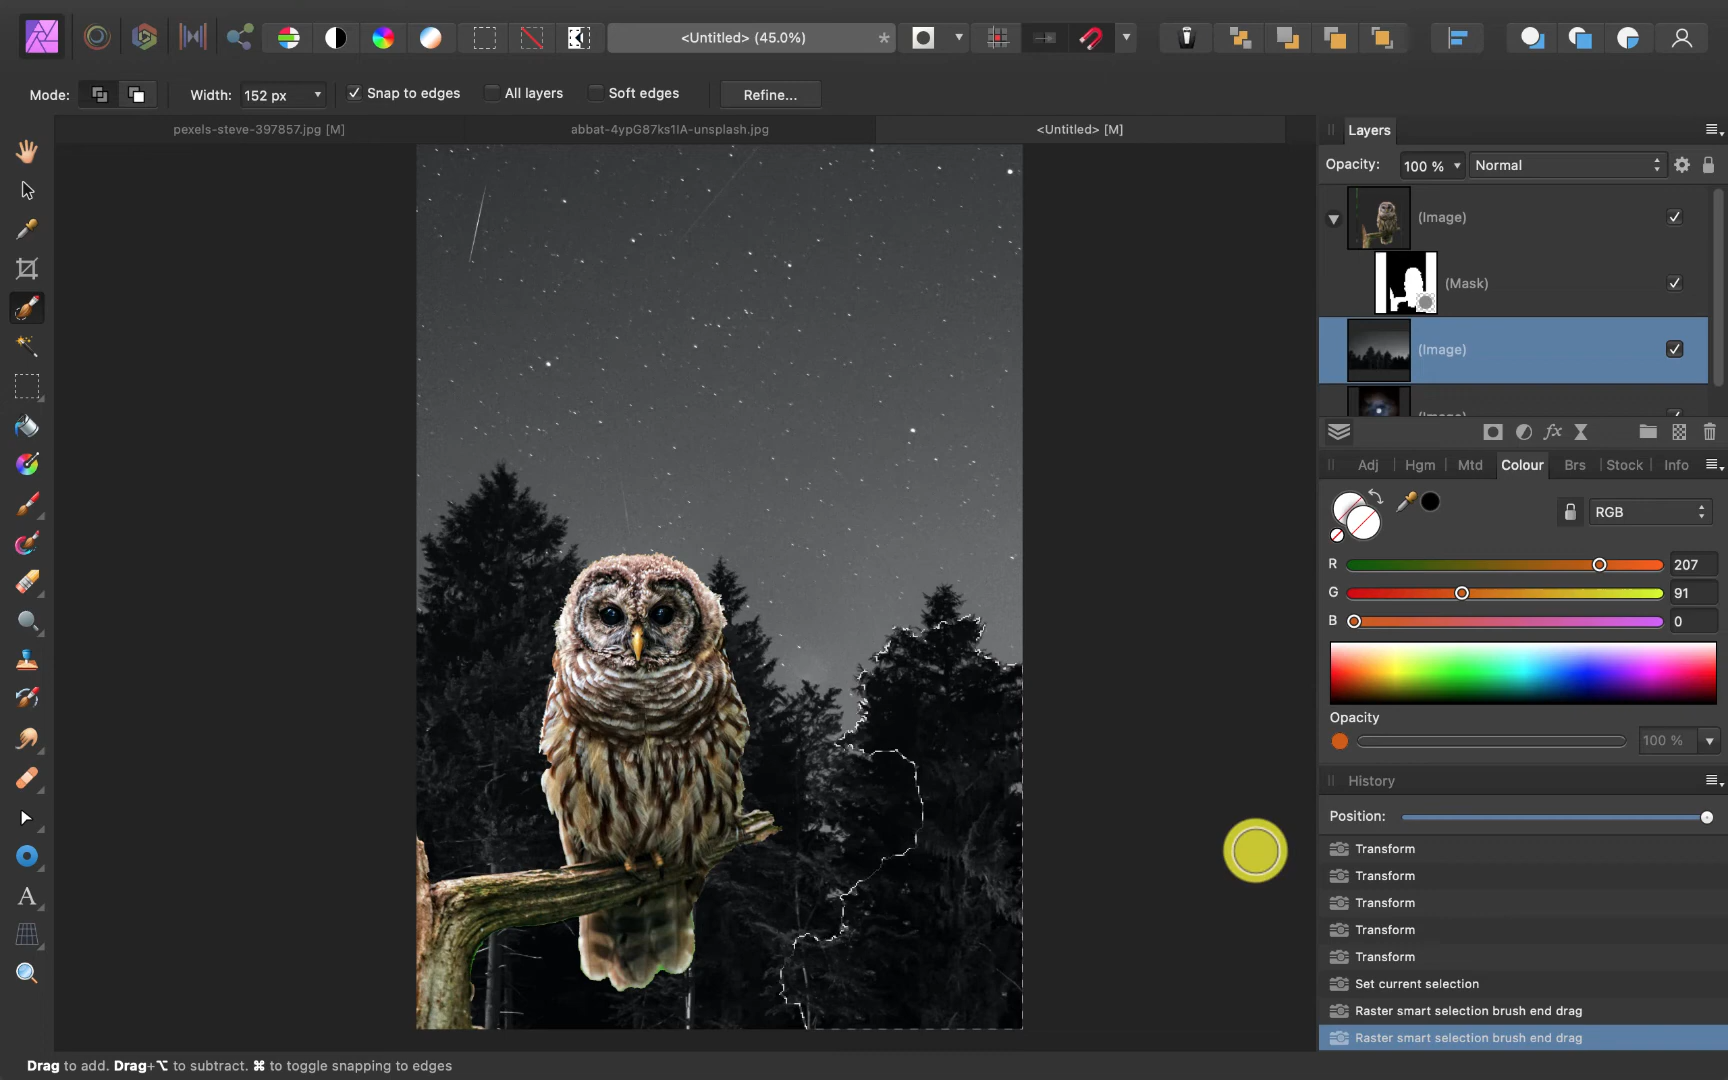 <Untitled> (45.0%)
*
Mode:
Width: 152 px
Snap to edges
All layers
Soft edges
Refine...
pexels-steve-397857.jpg [M]
abbat-4ypG87ks1IA-unsplash.jpg
<Untitled> [M]
Layers
Opacity: 100 % Normal
(Image)
(Mask)
(Image)
(Image)
fx
Adj Hgm Mtd Colour Brs Stock Info
RGB
R 207
G 91
B 0
Opacity
100 %
History
Position:
Transform
Transform
Transform
Transform
Transform
Set current selection
Raster smart selection brush end drag
Raster smart selection brush end drag
A
Drag to add. Drag+⌥ to subtract. ⌘ to toggle snapping to edges